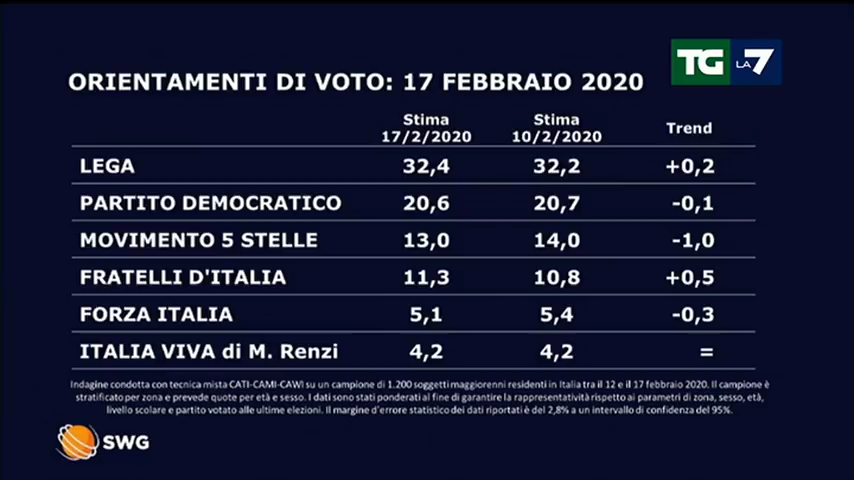 TG LA7
ORIENTAMENTI DI VOTO: 17 FEBBRAIO 2020
Stima 17/2/2020 Stima 10/2/2020 Trend
LEGA 32,4 32,2 +0,2
PARTITO DEMOCRATICO 20,6 20,7 -0,1
MOVIMENTO 5 STELLE 13,0 14,0 -1,0
FRATELLI D'ITALIA 11,3 10,8 +0,5
FORZA ITALIA 5,1 5,4 -0,3
ITALIA VIVA di M. Renzi 4,2 4,2 =
Indagine condotta con tecnica mista CATI-CAMI-CAWI su un campione di 1.200 soggetti maggiorenni residenti in Italia tra il 12 e il 17 febbraio 2020. Il campione è
stratificato per zona e prevede quote per età e sesso. I dati sono stati ponderati al fine di garantire la rappresentatività rispetto ai parametri di zona, sesso, età,
livello scolare e partito votato alle ultime elezioni. Il margine d'errore statistico dei dati riportati è del 2,8% a un intervallo di confidenza del 95%.
SWG